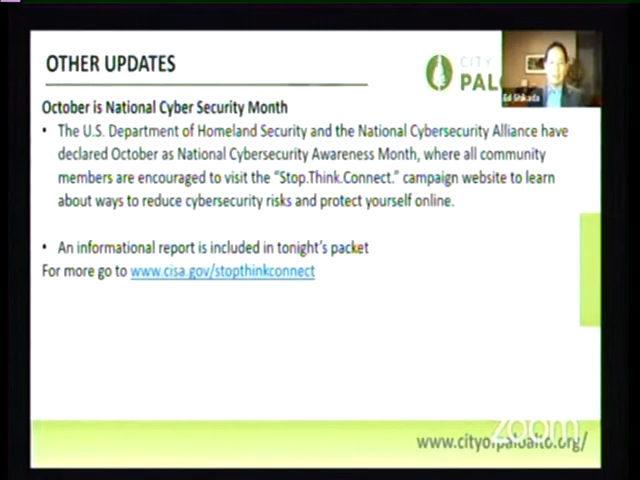 OTHER UPDATES
CITY
PALO
Ed Shikada
October is National Cyber Security Month
• The U.S. Department of Homeland Security and the National Cybersecurity Alliance have
declared October as National Cybersecurity Awareness Month, where all community
members are encouraged to visit the “Stop.Think.Connect.” campaign website to learn
about ways to reduce cybersecurity risks and protect yourself online.
• An informational report is included in tonight's packet
For more go to www.cisa.gov/stopthinkconnect
zoom
www.cityofpaloalto.org/